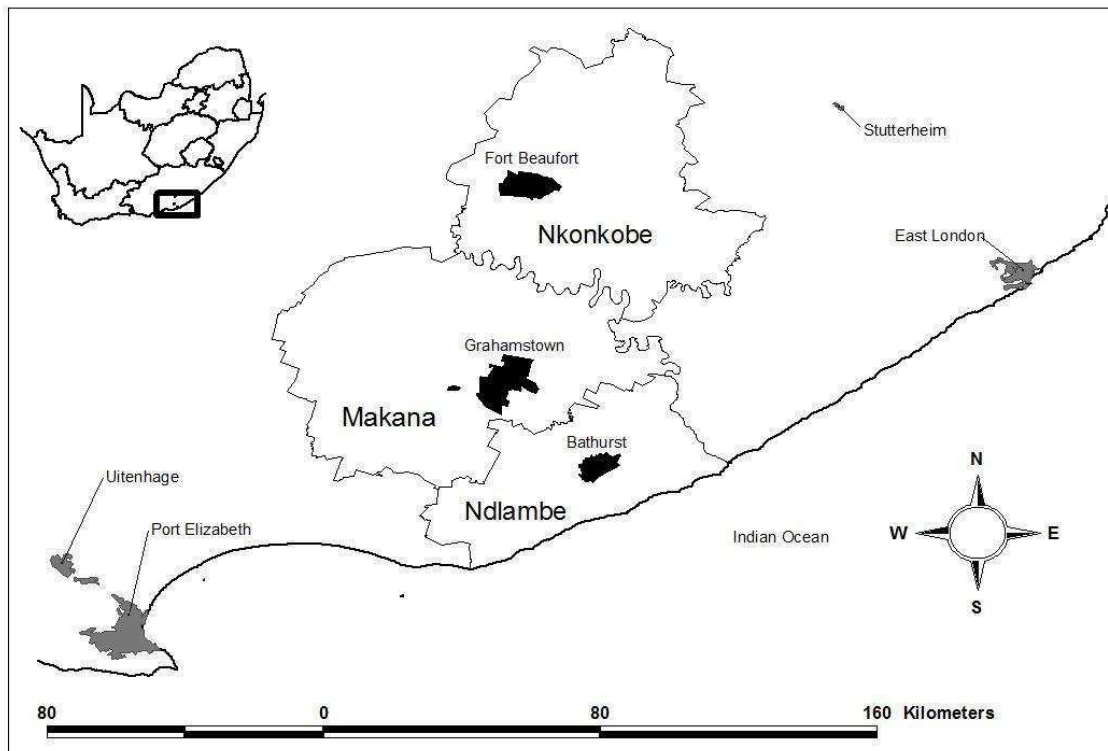 Stutterheim
Fort Beaufort
Nkonkobe
East London
Grahamstown
Makana
Bathurst
Uitenhage
Ndlambe
Port Elizabeth
Indian Ocean
N
W E
S
80 0 80 160 Kilometers